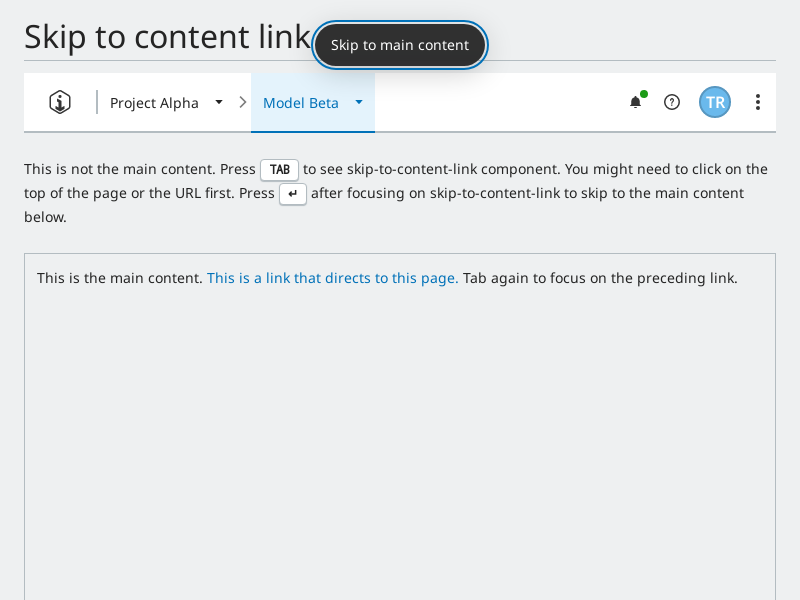 Skip to content link
Skip to main content
Project Alpha
Model Beta
TR
This is not the main content. Press TAB to see skip-to-content-link component. You might need to click on the
top of the page or the URL first. Press ↵ after focusing on skip-to-content-link to skip to the main content
below.
This is the main content. This is a link that directs to this page. Tab again to focus on the preceding link.